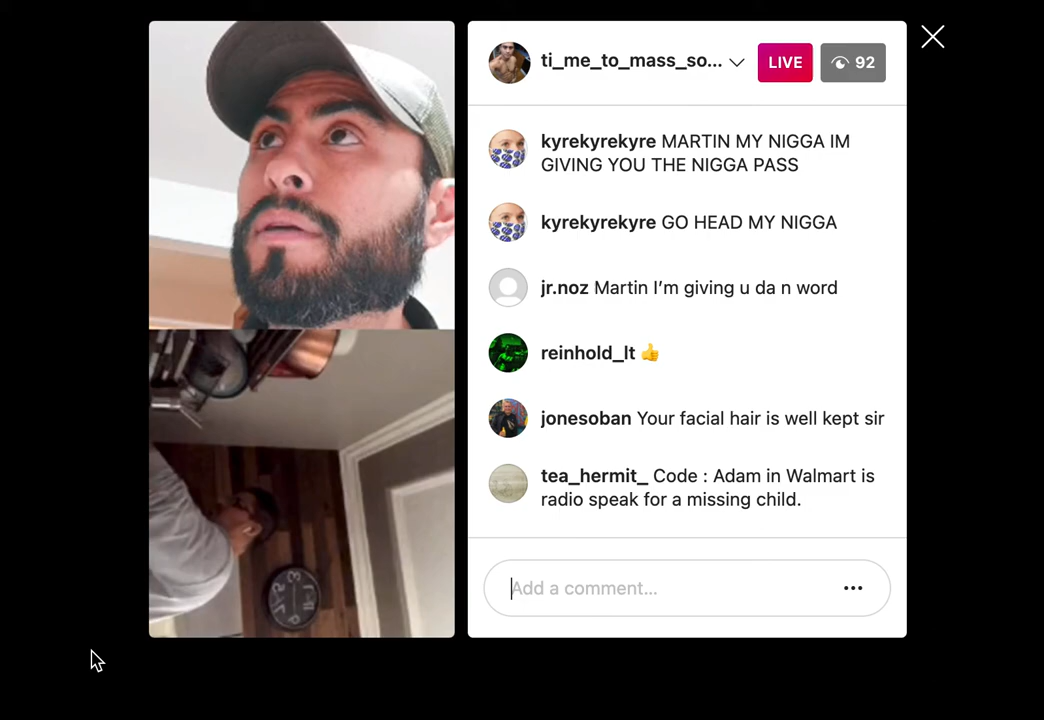 ti_me_to_mass_so...
LIVE
92
kyrekyrekyre MARTIN MY NIGGA IM
GIVING YOU THE NIGGA PASS
kyrekyrekyre GO HEAD MY NIGGA
jr.noz Martin I’m giving u da n word
reinhold_lt 👍
jonesoban Your facial hair is well kept sir
tea_hermit_ Code : Adam in Walmart is
radio speak for a missing child.
Add a comment...